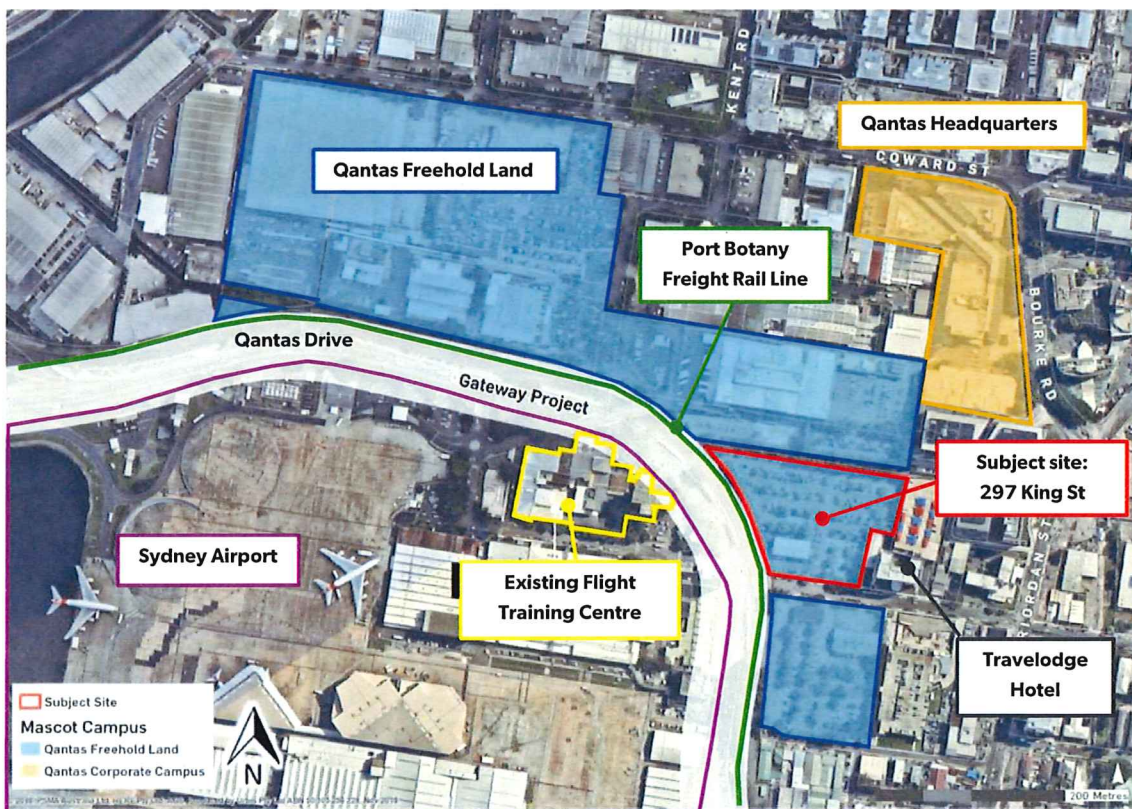 KENT RD
Qantas Headquarters
COWARD ST
Qantas Freehold Land
Port Botany
Freight Rail Line
BOURKE RD
Qantas Drive
Gateway Project
Subject site:
297 King St
Sydney Airport
Existing Flight
Training Centre
RIORDAN ST
Travelodge
Hotel
Subject Site
Mascot Campus
Qantas Freehold Land
Qantas Corporate Campus
N
200 Metres